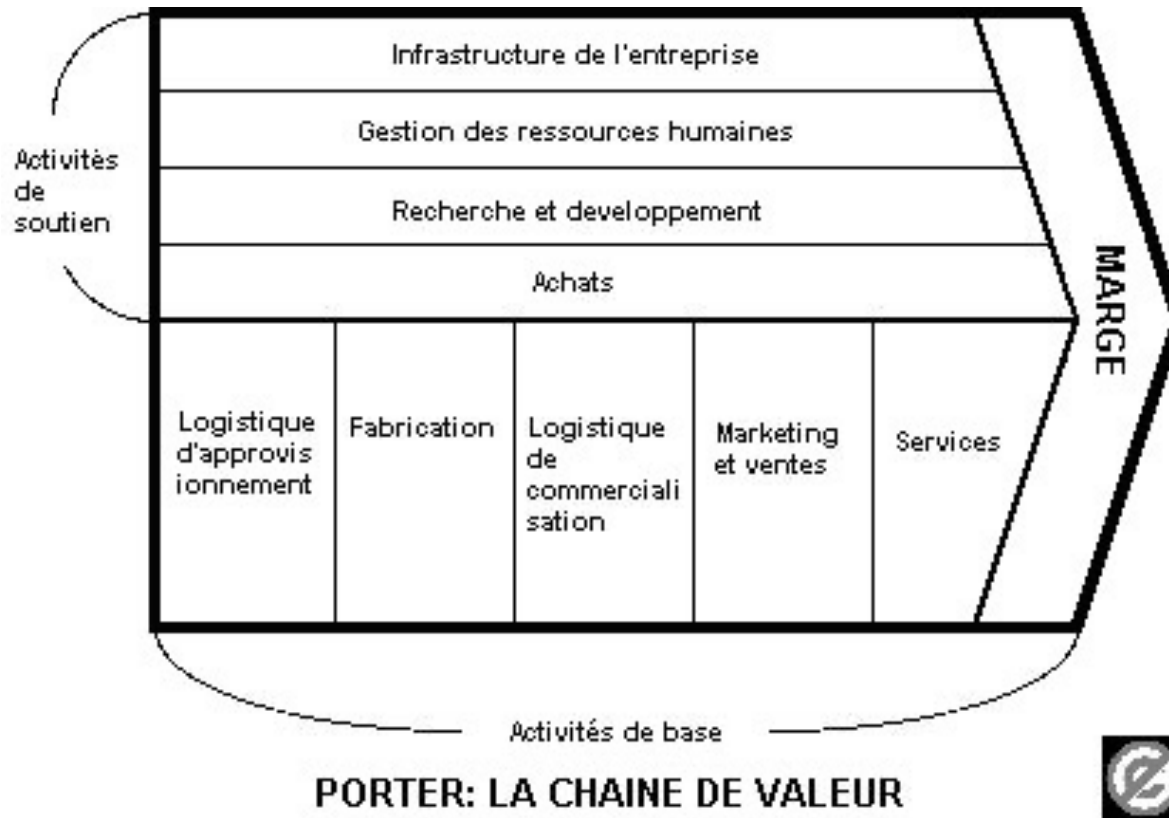 Infrastructure de l'entreprise
Gestion des ressources humaines
Activités
de
soutien
Recherche et developpement
Achats
MARGE
Logistique
d'approvis
ionnement
Fabrication
Logistique
de
commerciali
sation
Marketing
et ventes
Services
Activités de base
PORTER: LA CHAINE DE VALEUR